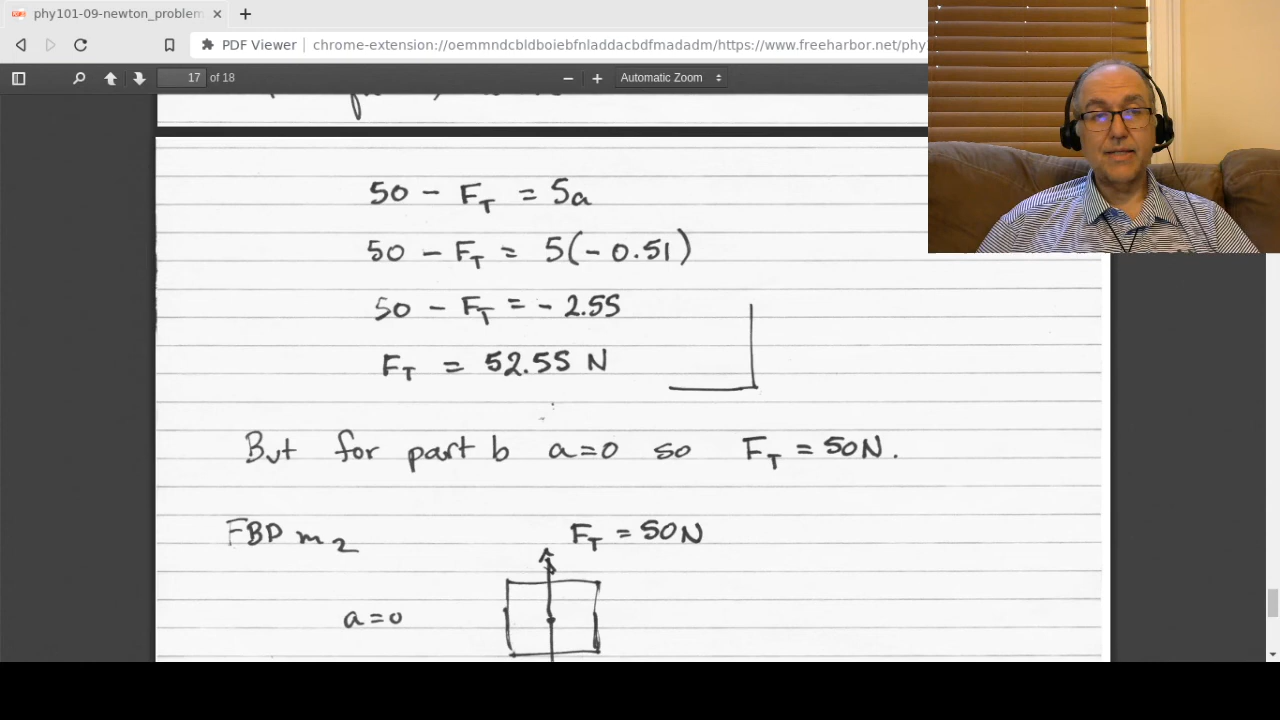 phy101-09-newton_problem
PDF Viewer
chrome-extension://oemmndcbldboiebfnladdacbdfmadadm/https://www.freeharbor.net/phy
17 of 18
Automatic Zoom
50 - F_T = 5a
50 - F_T = 5(-0.51)
50 - F_T = - 2.55
F_T = 52.55 N
But for part b a=0 so F_T = 50N.
FBD m_2
F_T = 50N
a=0